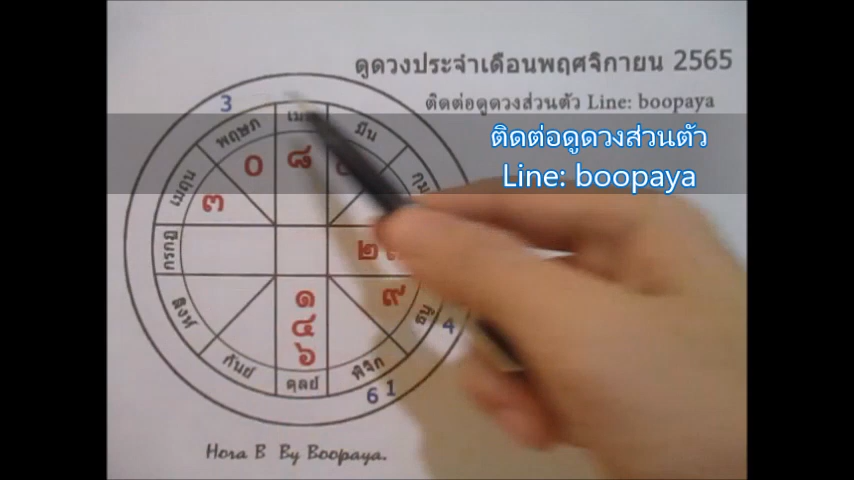 ดูดวงประจำเดือนพฤศจิกายน 2565
ติดต่อดูดวงส่วนตัว Line: boopaya
ติดต่อดูดวงส่วนตัว
Line: boopaya
3
พฤษภ
มีน
เมถุน
๐
๘
๓
กรกฎ
๒
สิงห์
๑
๔
๖
๙
ธนู
4
กันย์
ตุลย์
พิจิก
6 1
Hora B By Boopaya.